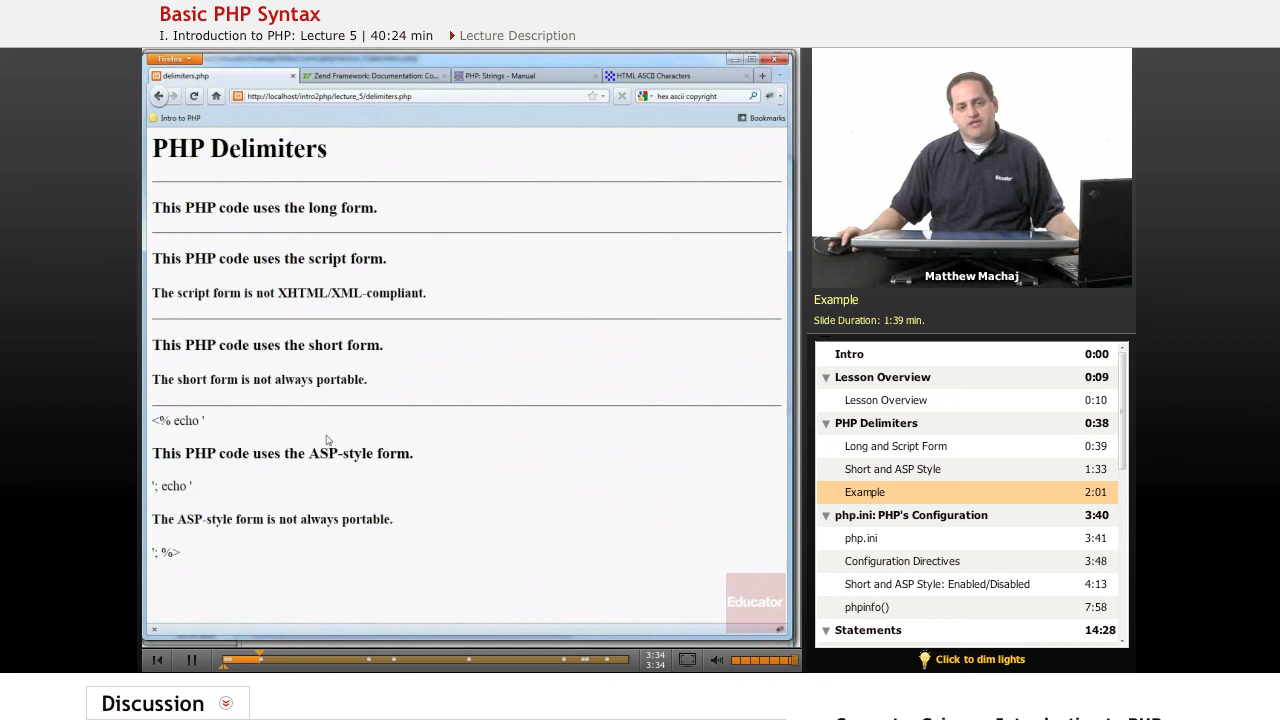 Basic PHP Syntax
I. Introduction to PHP: Lecture 5 | 40:24 min
Lecture Description
Firefox
delimiters.php
Zend Framework: Documentation: Co...
PHP: Strings - Manual
HTML ASCII Characters
http://localhost/intro2php/lecture_5/delimiters.php
hex ascii copyright
Intro to PHP
Bookmarks
PHP Delimiters
This PHP code uses the long form.
This PHP code uses the script form.
The script form is not XHTML/XML-compliant.
This PHP code uses the short form.
The short form is not always portable.
<% echo '
This PHP code uses the ASP-style form.
'; echo '
The ASP-style form is not always portable.
'; %>
Educator
3:34
3:34
Educator
Matthew Machaj
Example
Slide Duration: 1:39 min.
Intro 0:00
Lesson Overview 0:09
Lesson Overview 0:10
PHP Delimiters 0:38
Long and Script Form 0:39
Short and ASP Style 1:33
Example 2:01
php.ini: PHP's Configuration 3:40
php.ini 3:41
Configuration Directives 3:48
Short and ASP Style: Enabled/Disabled 4:13
phpinfo() 7:58
Statements 14:28
Click to dim lights
Discussion